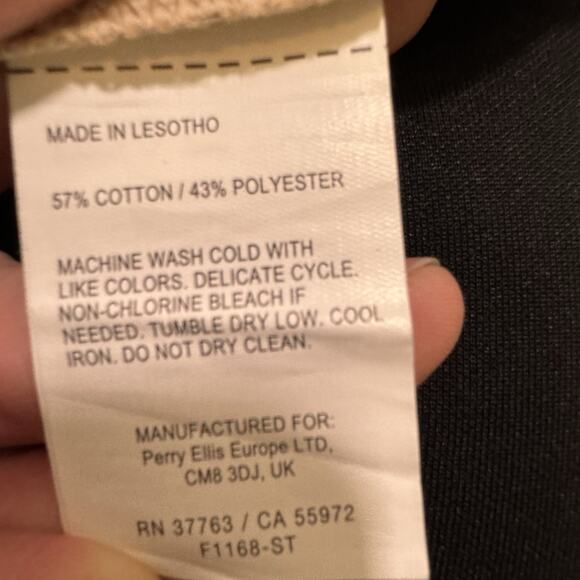 MADE IN LESOTHO
57% COTTON / 43% POLYESTER
MACHINE WASH COLD WITH
LIKE COLORS. DELICATE CYCLE.
NON-CHLORINE BLEACH IF
NEEDED. TUMBLE DRY LOW. COOL
IRON. DO NOT DRY CLEAN.
MANUFACTURED FOR:
Perry Ellis Europe LTD,
CM8 3DJ, UK
RN 37763 / CA 55972
F1168-ST